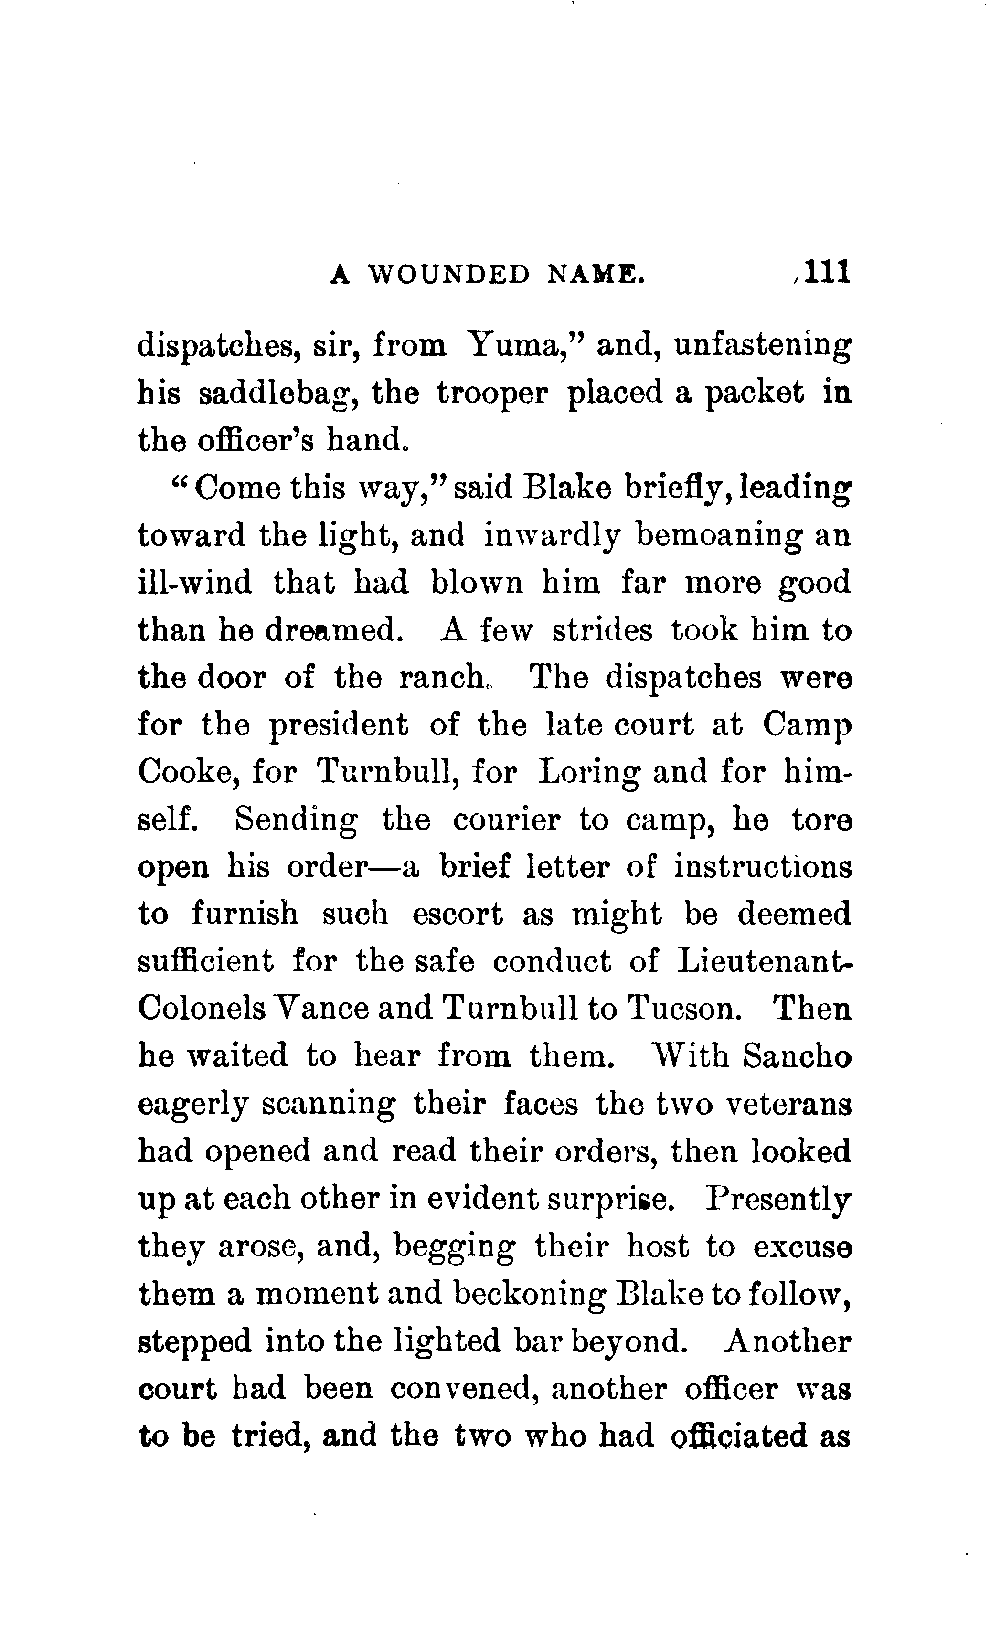 A WOUNDED NAME. 111
dispatches, sir, from Yuma," and, unfastening
his saddlebag, the trooper placed a packet in
the officer's hand.
"Come this way," said Blake briefly, leading
toward the light, and inwardly bemoaning an
ill-wind that had blown him far more good
than he dreamed. A few strides took him to
the door of the ranch. The dispatches were
for the president of the late court at Camp
Cooke, for Turnbull, for Loring and for him-
self. Sending the courier to camp, he tore
open his order—a brief letter of instructions
to furnish such escort as might be deemed
sufficient for the safe conduct of Lieutenant-
Colonels Vance and Turnbull to Tucson. Then
he waited to hear from them. With Sancho
eagerly scanning their faces the two veterans
had opened and read their orders, then looked
up at each other in evident surprise. Presently
they arose, and, begging their host to excuse
them a moment and beckoning Blake to follow,
stepped into the lighted bar beyond. Another
court had been convened, another officer was
to be tried, and the two who had officiated as